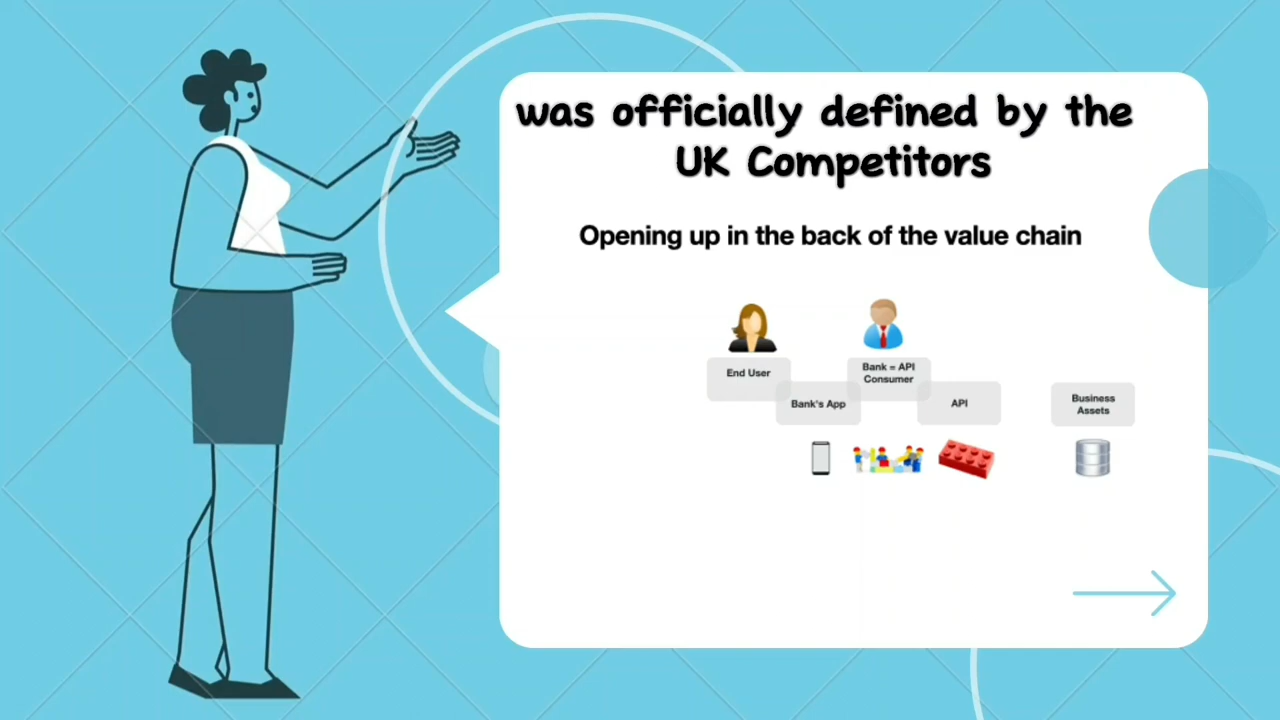 was officially defined by the
UK Competitors
Opening up in the back of the value chain
End User
Bank = API
Consumer
Bank's App
API
Business
Assets